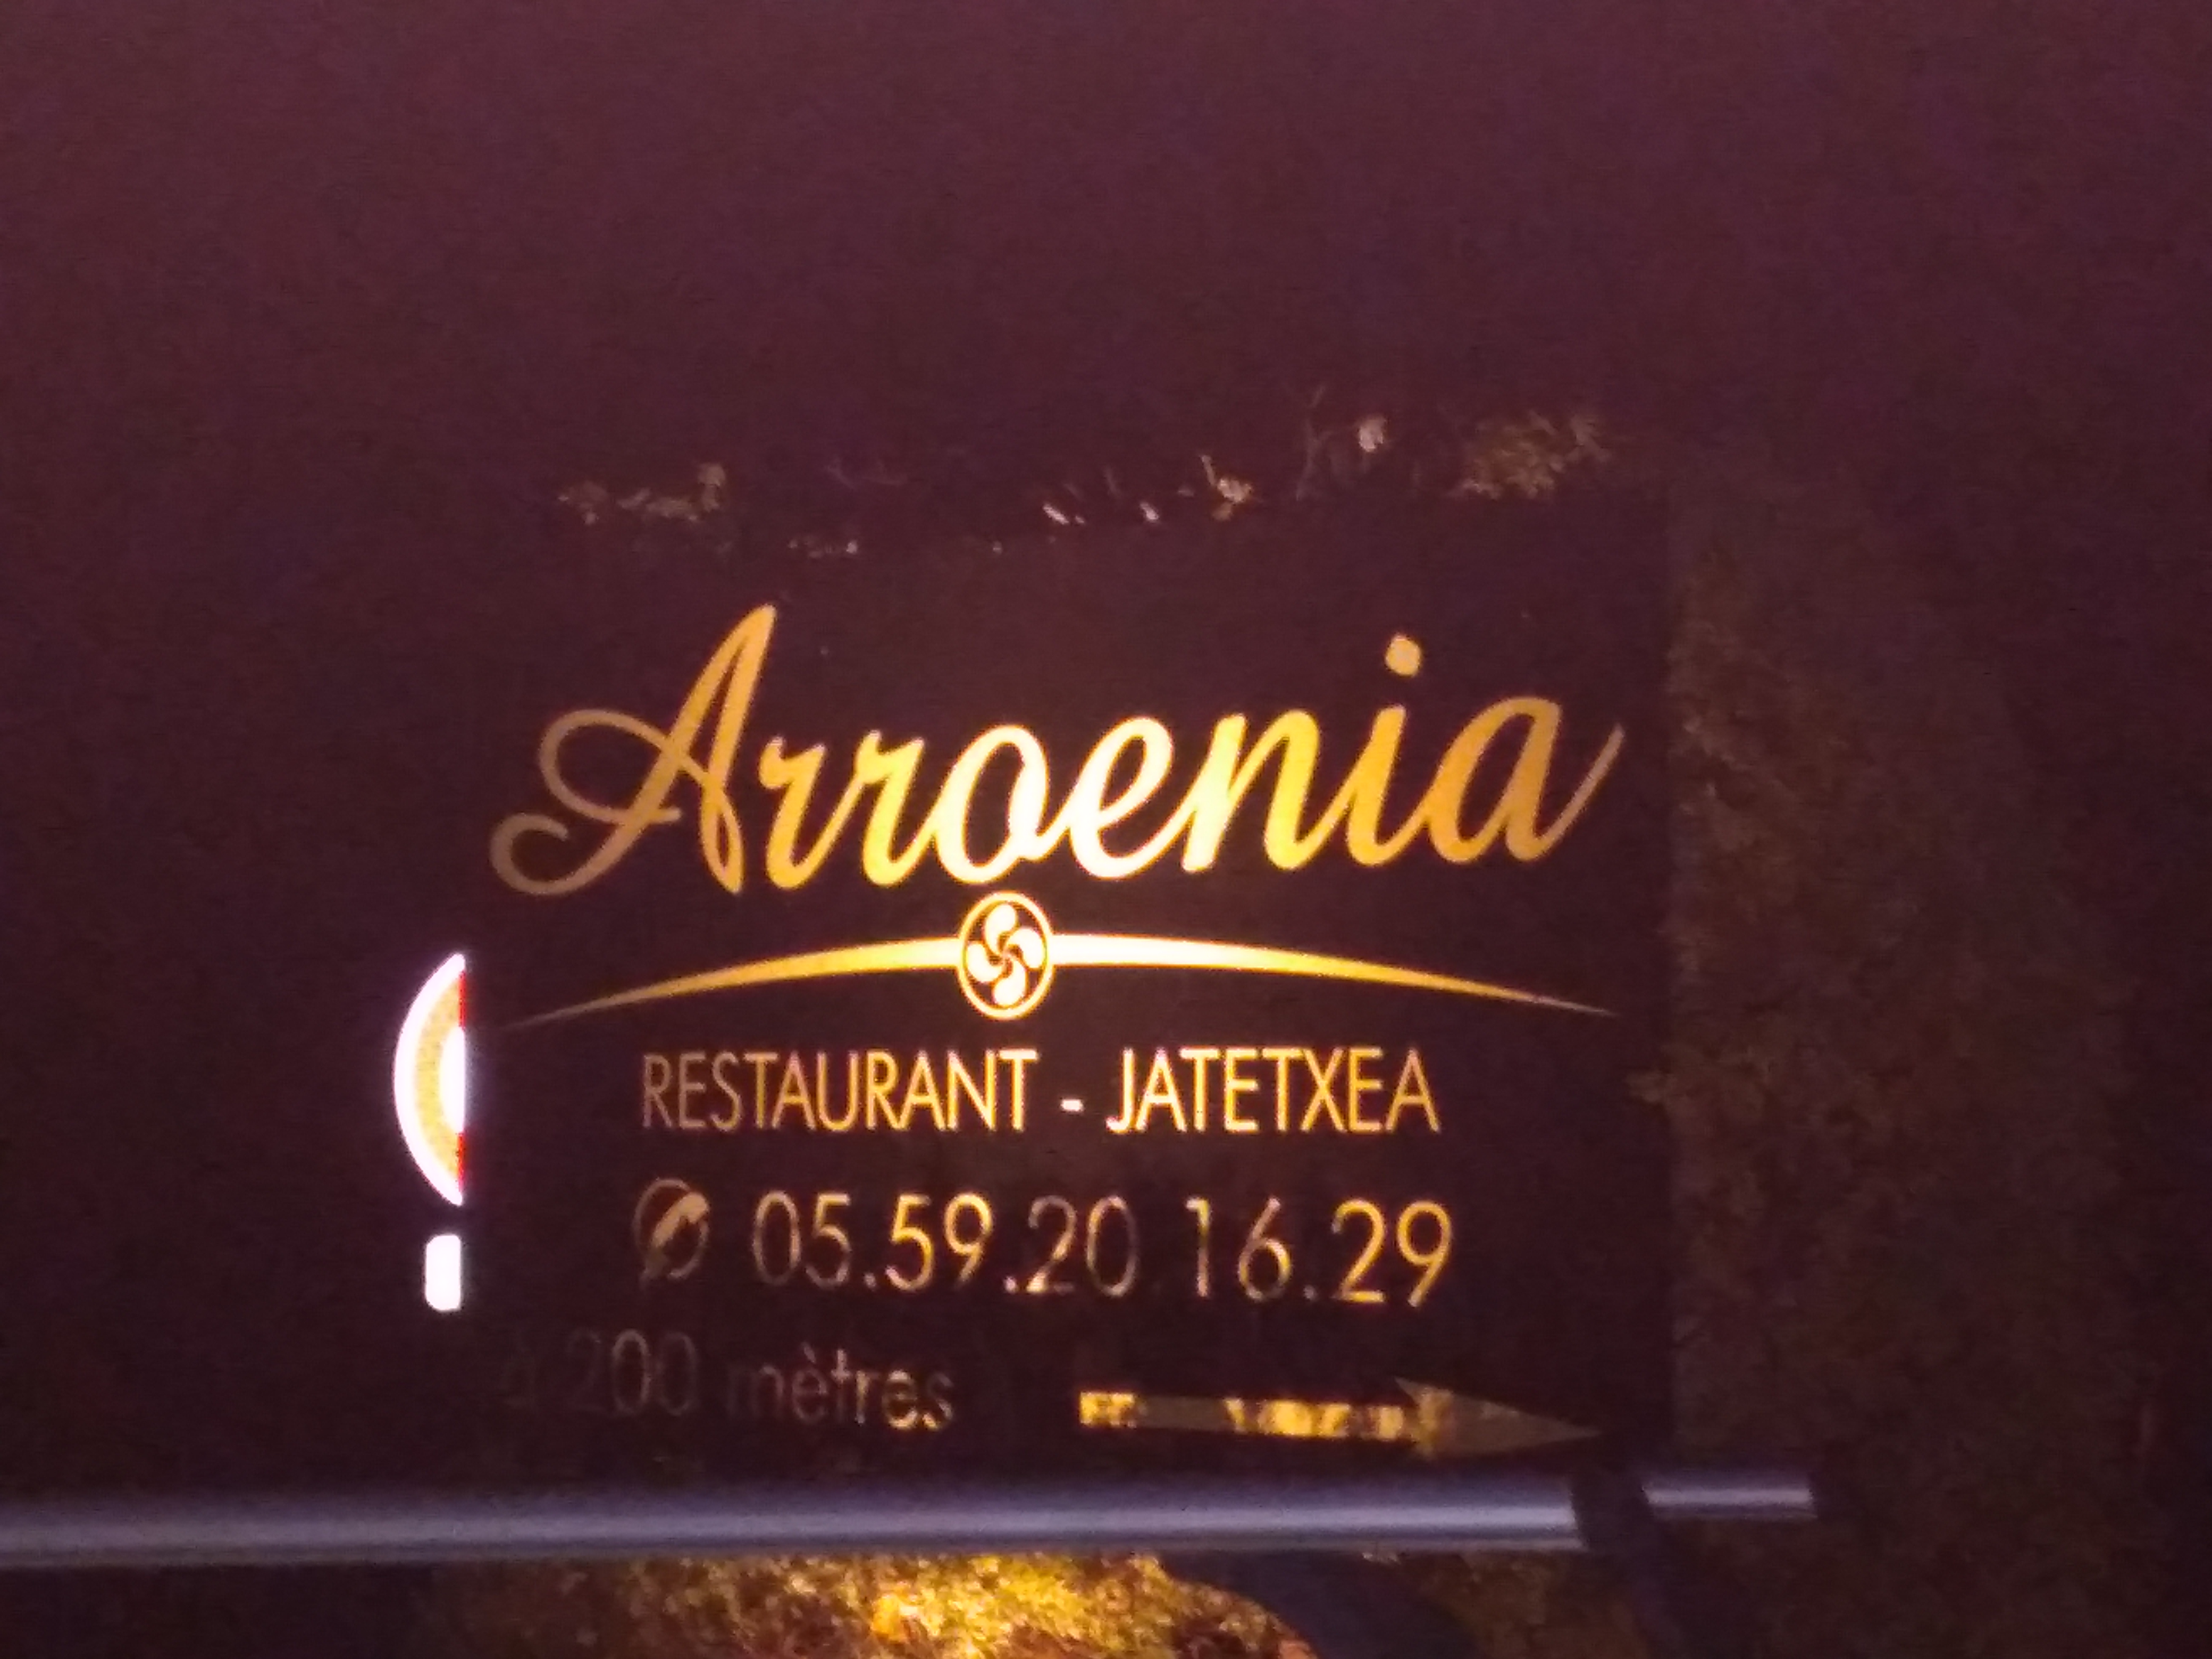 Arroenia
RESTAURANT - JATETXEA
05.59.20.16.29
à 200 mètres